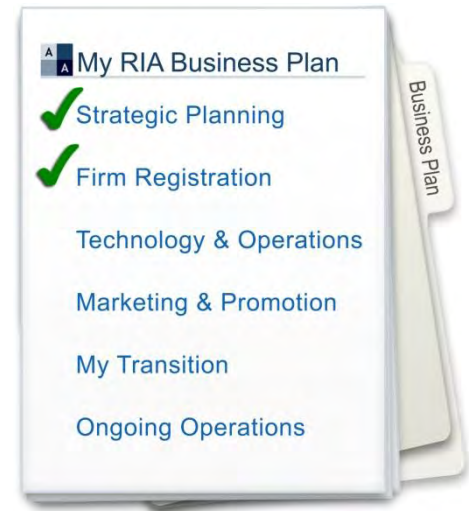 A
A
My RIA Business Plan
Strategic Planning
Firm Registration
Technology & Operations
Marketing & Promotion
My Transition
Ongoing Operations
Business Plan